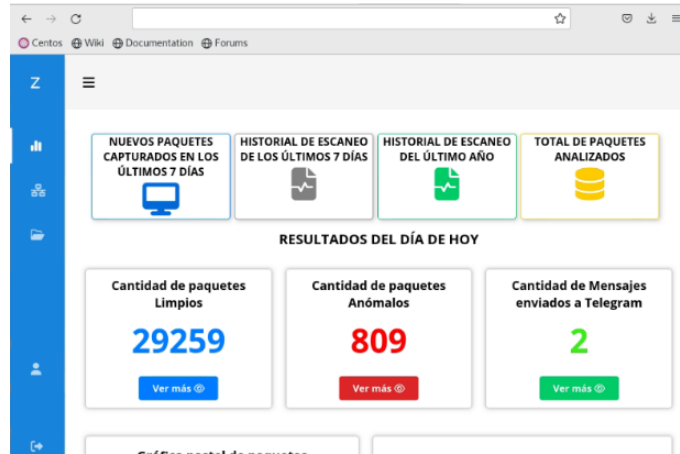 Centos Wiki Documentation Forums
Z
NUEVOS PAQUETES
CAPTURADOS EN LOS
ÚLTIMOS 7 DÍAS
HISTORIAL DE ESCANEO
DE LOS ÚLTIMOS 7 DÍAS
HISTORIAL DE ESCANEO
DEL ÚLTIMO AÑO
TOTAL DE PAQUETES
ANALIZADOS
RESULTADOS DEL DÍA DE HOY
Cantidad de paquetes
Limpios
29259
Ver más
Cantidad de paquetes
Anómalos
809
Ver más
Cantidad de Mensajes
enviados a Telegram
2
Ver más